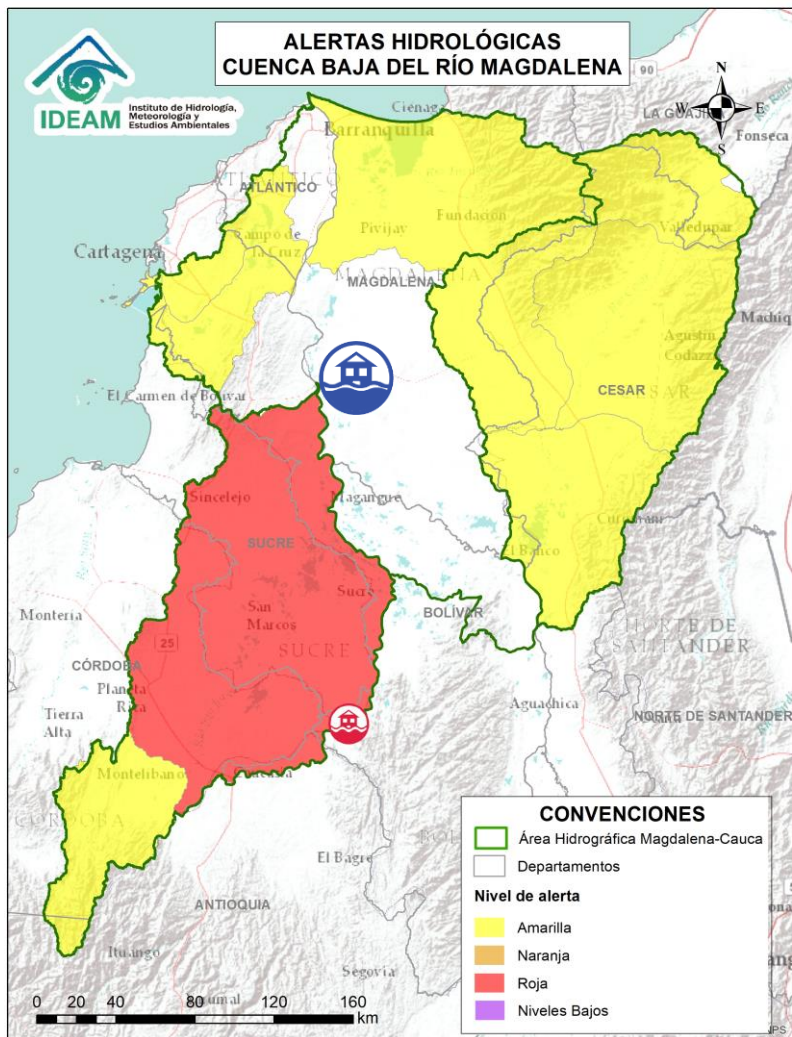 ALERTAS HIDROLÓGICAS
CUENCA BAJA DEL RÍO MAGDALENA
IDEAM
Instituto de Hidrología,
Meteorología y
Estudios Ambientales
90
N
W
E
S
Ciénaga
LA GUAJIRA
Barranquilla
Fonseca
ATLÁNTICO
Pivijay
Fundación
Valledupar
Campo de
la Cruz
Cartagena
MAGDALENA
MAGDALENA
Agustín
Codazzi
CESAR
El Carmen de Bolívar
Sincelejo
Magangué
Curumaní
El Banco
SUCRE
Sucre
San
Marcos
BOLÍVAR
Montería
SUCRE
NORTE DE
SANTANDER
25
CÓRDOBA
Planeta
Rica
Tierra
Alta
Aguachica
NORTE DE SANTANDER
Montelíbano
Caucasia
CÓRDOBA
El Bagre
ANTIOQUIA
Ituango
Segovia
0 20 40 80 120 160
km
CONVENCIONES
Área Hidrográfica Magdalena-Cauca
Departamentos
Nivel de alerta
Amarilla
Naranja
Roja
Niveles Bajos